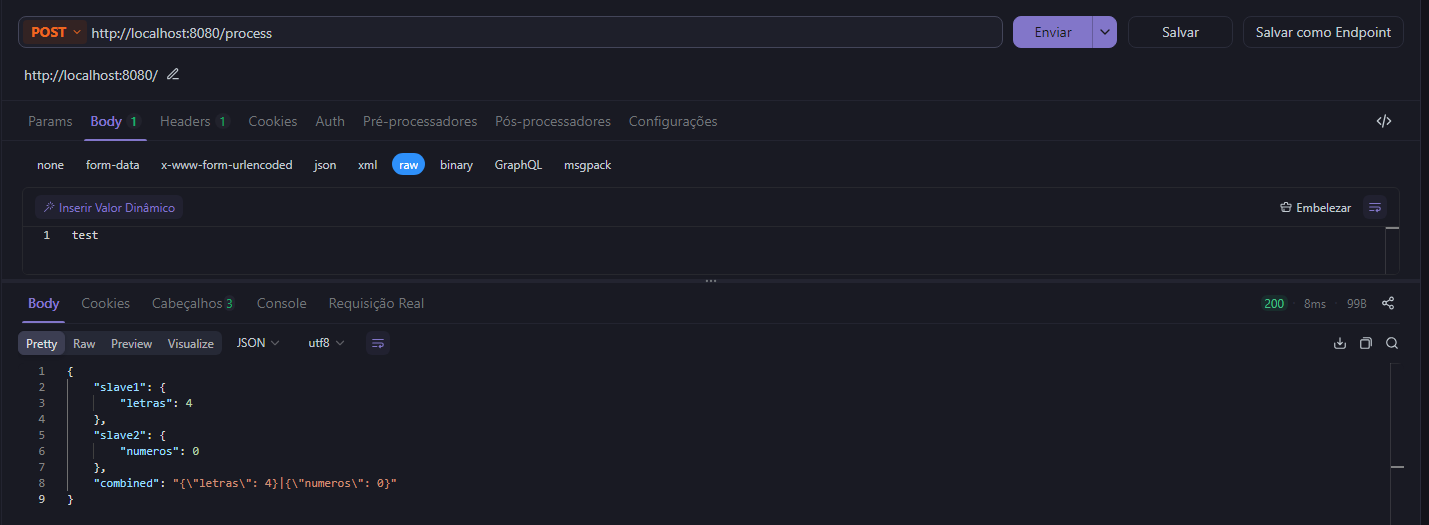 POST http://localhost:8080/process Enviar Salvar Salvar como Endpoint
http://localhost:8080/
Params Body 1 Headers 1 Cookies Auth Pré-processadores Pós-processadores Configurações
none form-data x-www-form-urlencoded json xml raw binary GraphQL msgpack
Inserir Valor Dinâmico Embelezar
1 test
Body Cookies Cabeçalhos 3 Console Requisição Real 200 · 8ms · 99B
Pretty Raw Preview Visualize JSON utf8
1 {
2 "slave1": {
3 "letras": 4
4 },
5 "slave2": {
6 "numeros": 0
7 },
8 "combined": "{\"letras\": 4}|{\"numeros\": 0}"
9 }